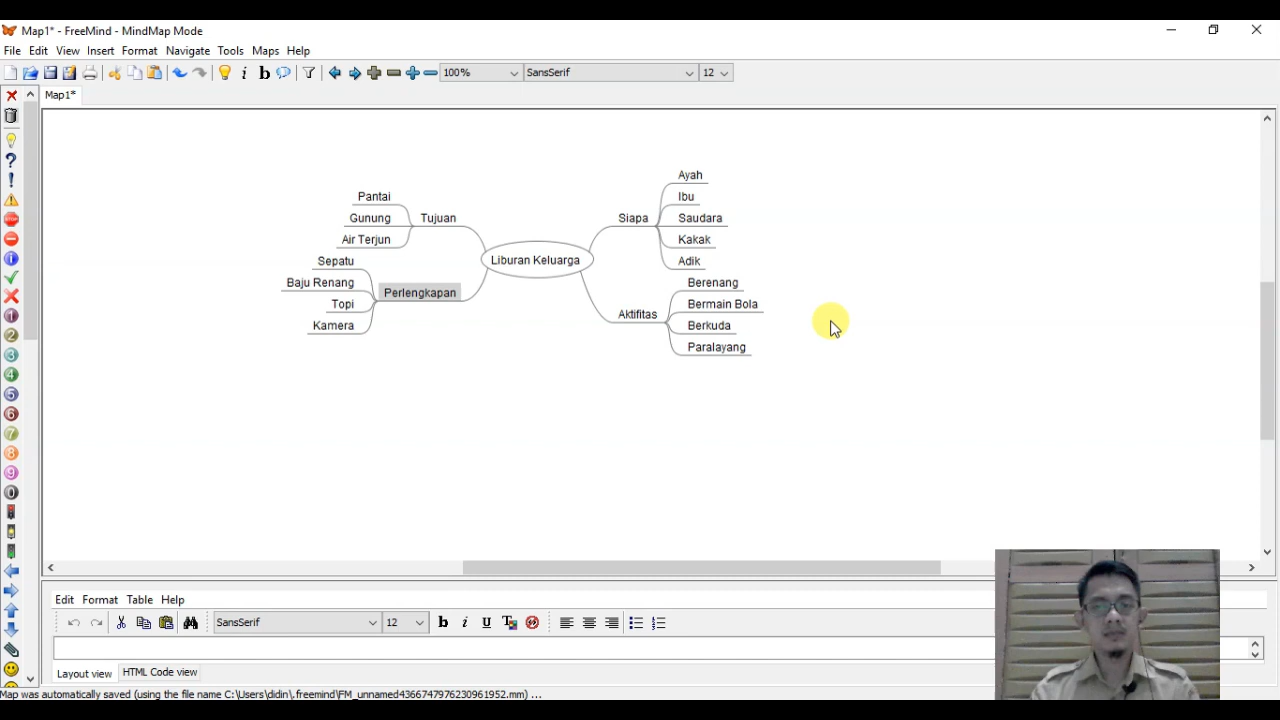 Map1* - FreeMind - MindMap Mode
File Edit View Insert Format Navigate Tools Maps Help
100% SansSerif 12
Map1*
Pantai
Gunung
Air Terjun
Tujuan
Sepatu
Baju Renang
Topi
Kamera
Perlengkapan
Liburan Keluarga
Siapa
Ayah
Ibu
Saudara
Kakak
Adik
Aktifitas
Berenang
Bermain Bola
Berkuda
Paralayang
Edit Format Table Help
SansSerif 12
Layout view HTML Code view
Map was automatically saved (using the file name C:\Users\didin\.freemind\FM_unnamed4366747976230961952.mm) ...